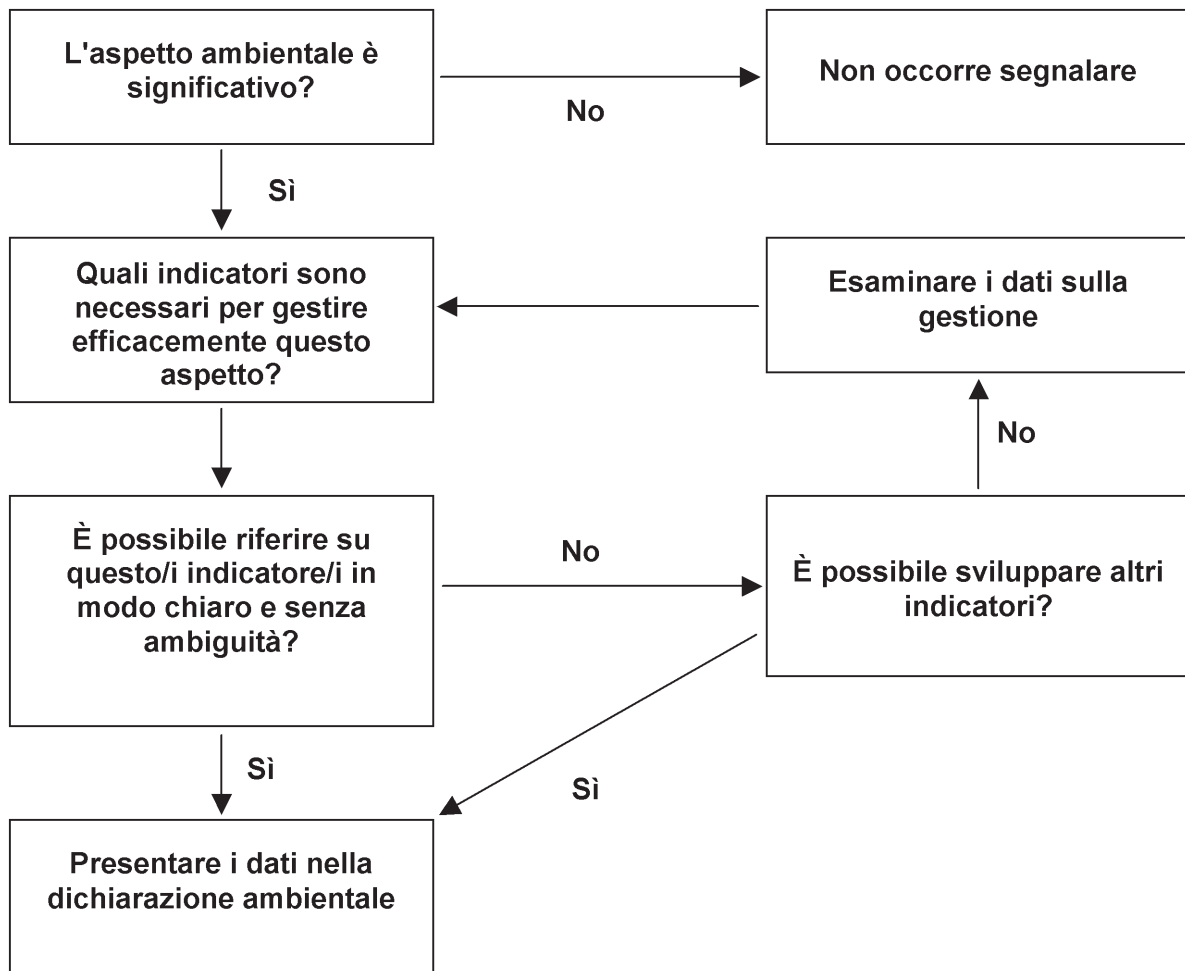 L'aspetto ambientale è
significativo?
No
Non occorre segnalare
Sì
Quali indicatori sono
necessari per gestire
efficacemente questo
aspetto?
Esaminare i dati sulla
gestione
No
È possibile riferire su
questo/i indicatore/i in
modo chiaro e senza
ambiguità?
No
È possibile sviluppare altri
indicatori?
Sì
Sì
Presentare i dati nella
dichiarazione ambientale